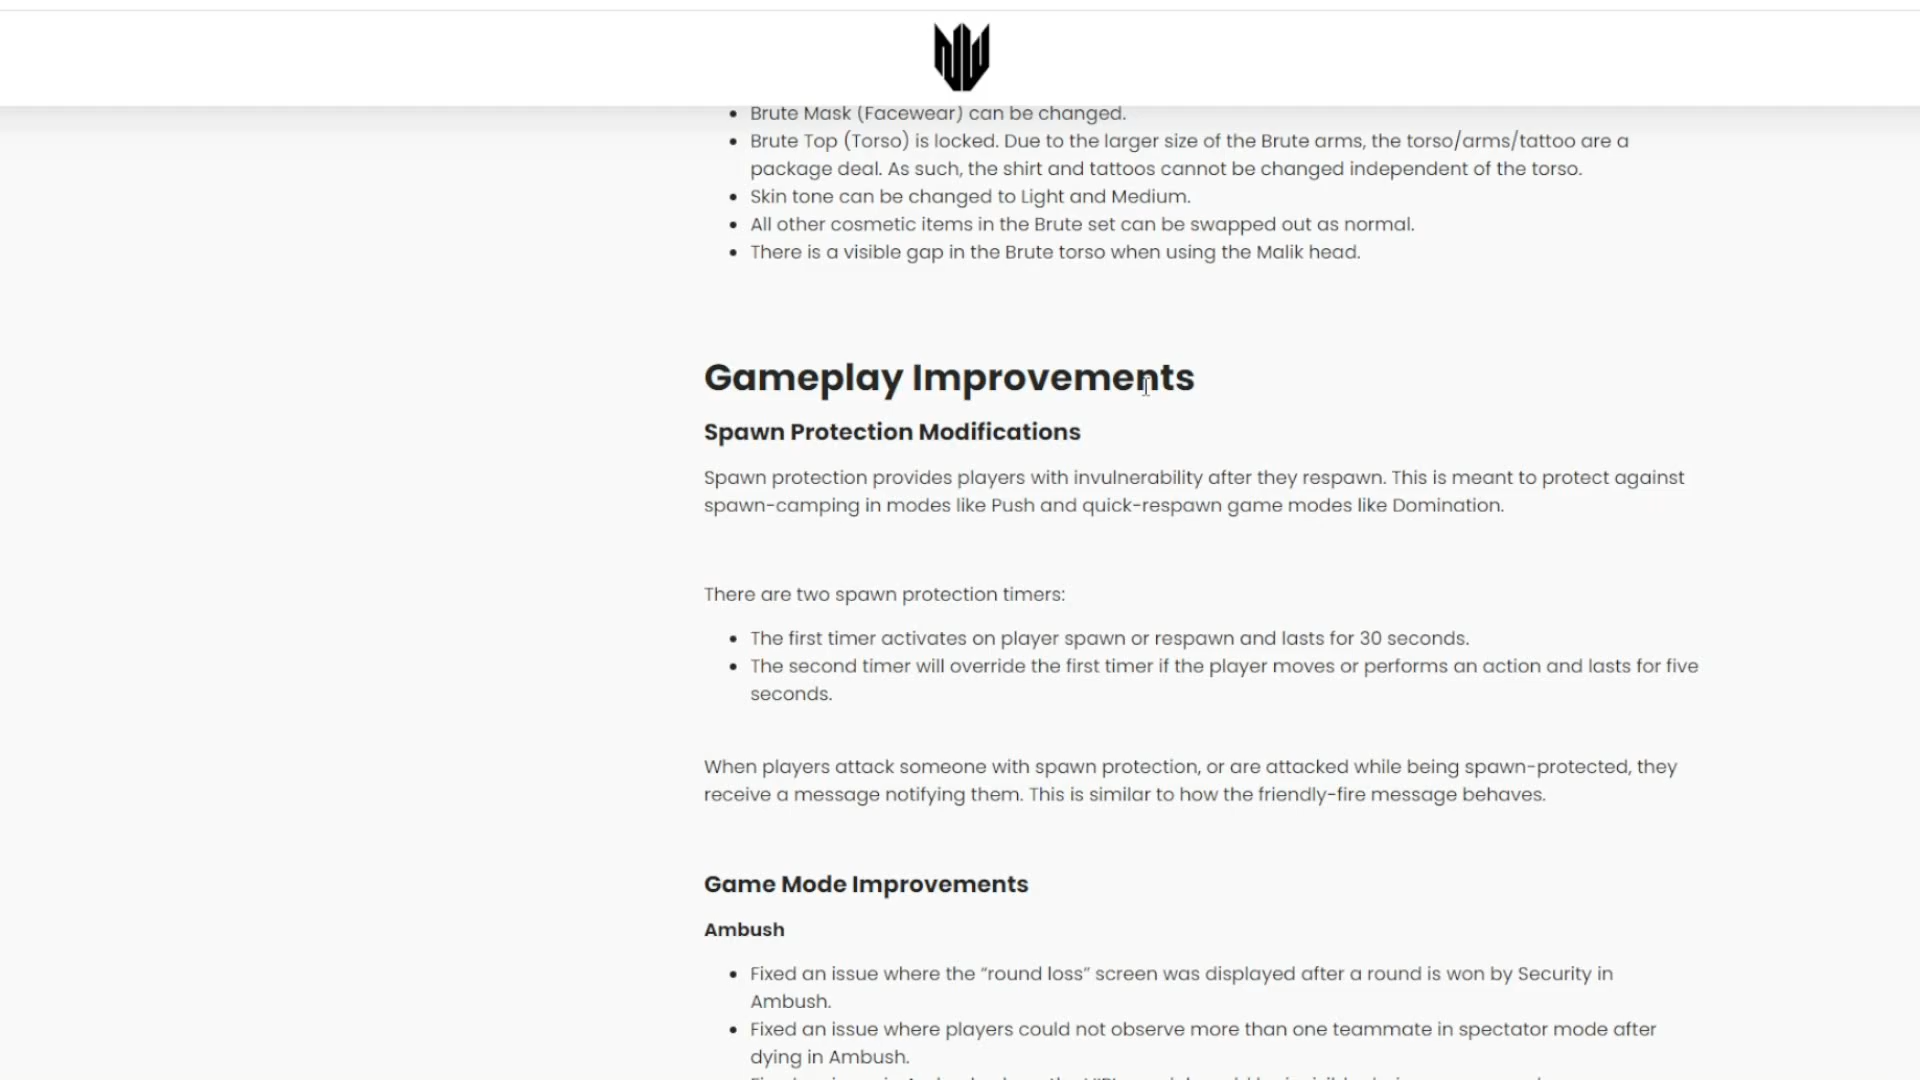 Brute Mask (Facewear) can be changed.
Brute Top (Torso) is locked. Due to the larger size of the Brute arms, the torso/arms/tattoo are a
package deal. As such, the shirt and tattoos cannot be changed independent of the torso.
Skin tone can be changed to Light and Medium.
All other cosmetic items in the Brute set can be swapped out as normal.
There is a visible gap in the Brute torso when using the Malik head.
Gameplay Improvements
Spawn Protection Modifications
Spawn protection provides players with invulnerability after they respawn. This is meant to protect against
spawn-camping in modes like Push and quick-respawn game modes like Domination.
There are two spawn protection timers:
The first timer activates on player spawn or respawn and lasts for 30 seconds.
The second timer will override the first timer if the player moves or performs an action and lasts for five
seconds.
When players attack someone with spawn protection, or are attacked while being spawn-protected, they
receive a message notifying them. This is similar to how the friendly-fire message behaves.
Game Mode Improvements
Ambush
Fixed an issue where the “round loss” screen was displayed after a round is won by Security in
Ambush.
Fixed an issue where players could not observe more than one teammate in spectator mode after
dying in Ambush.